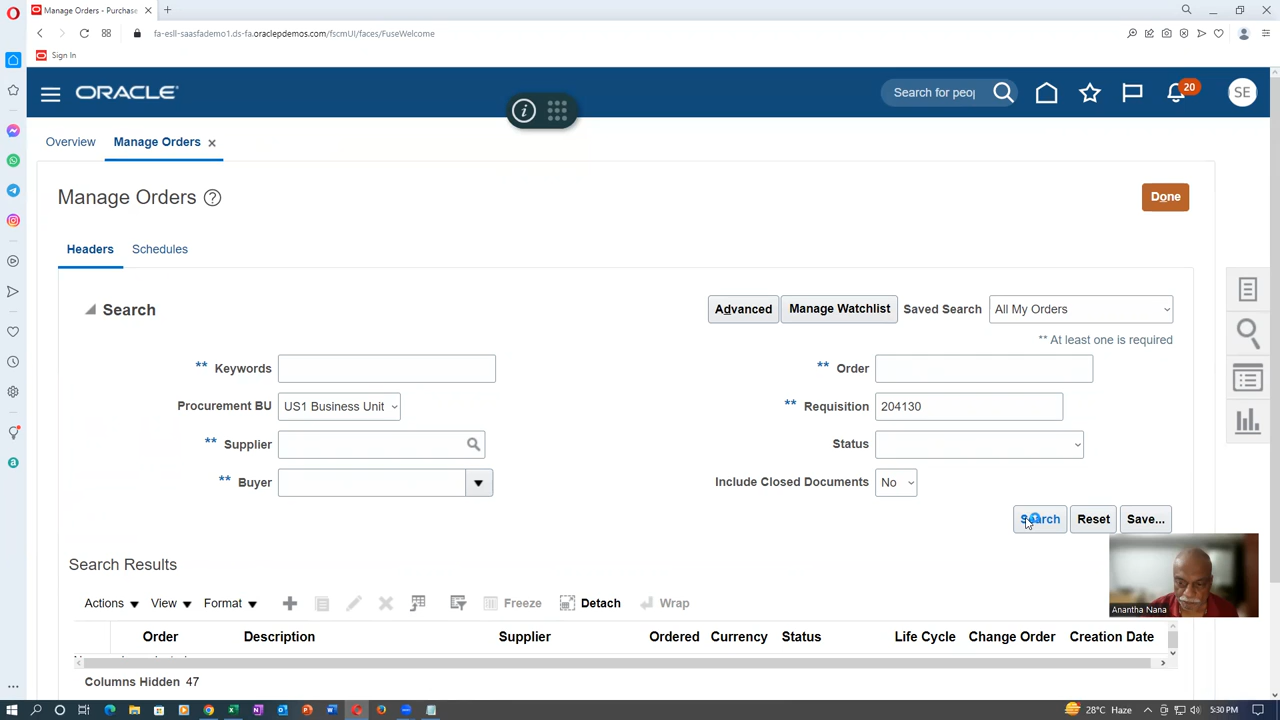 Manage Orders - Purchase
fa-esll-saasfademo1.ds-fa.oraclepdemos.com/fscmUI/faces/FuseWelcome
Sign In
ORACLE
Search for peo
20
SE
Overview
Manage Orders
Manage Orders
Done
Headers
Schedules
Search
Advanced
Manage Watchlist
Saved Search
All My Orders
** At least one is required
** Keywords
** Order
Procurement BU
US1 Business Unit
** Requisition
204130
** Supplier
Status
** Buyer
Include Closed Documents
No
Search
Reset
Save...
Search Results
Actions
View
Format
Freeze
Detach
Wrap
Order
Description
Supplier
Ordered
Currency
Status
Life Cycle
Change Order
Creation Date
Columns Hidden 47
Anantha Nana
28°C Haze
5:30 PM